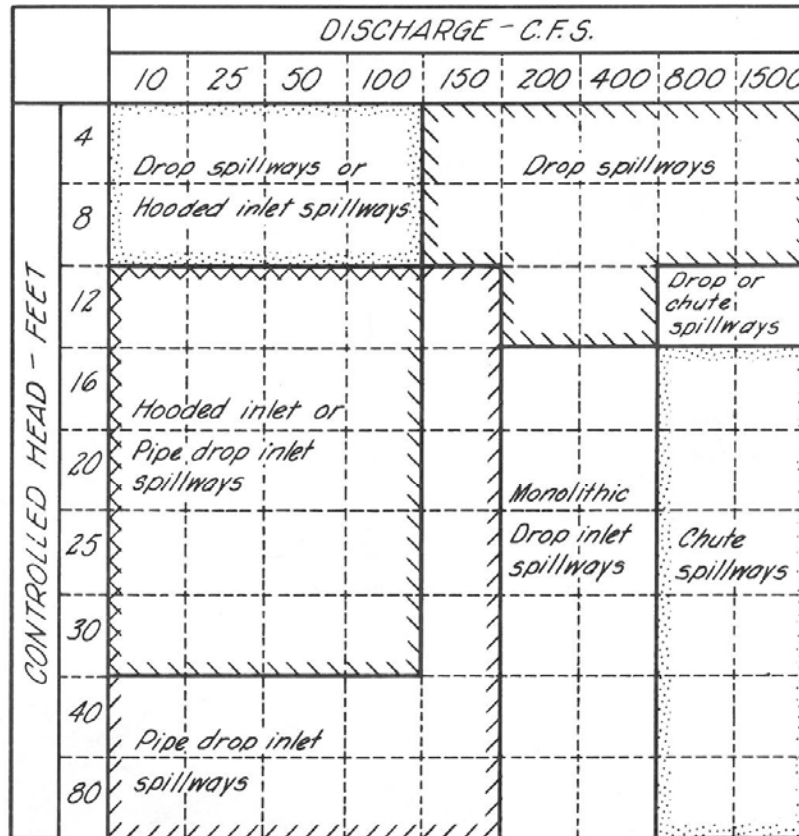 DISCHARGE - C.F.S.
10 25 50 100 150 200 400 800 1500
CONTROLLED HEAD - FEET
4
8
12
16
20
25
30
40
80
Drop spillways or
Hooded inlet spillways
Drop spillways
Drop or
chute
spillways
Hooded inlet or
Pipe drop inlet
spillways
Monolithic
Drop inlet
spillways
Chute
spillways
Pipe drop inlet
spillways